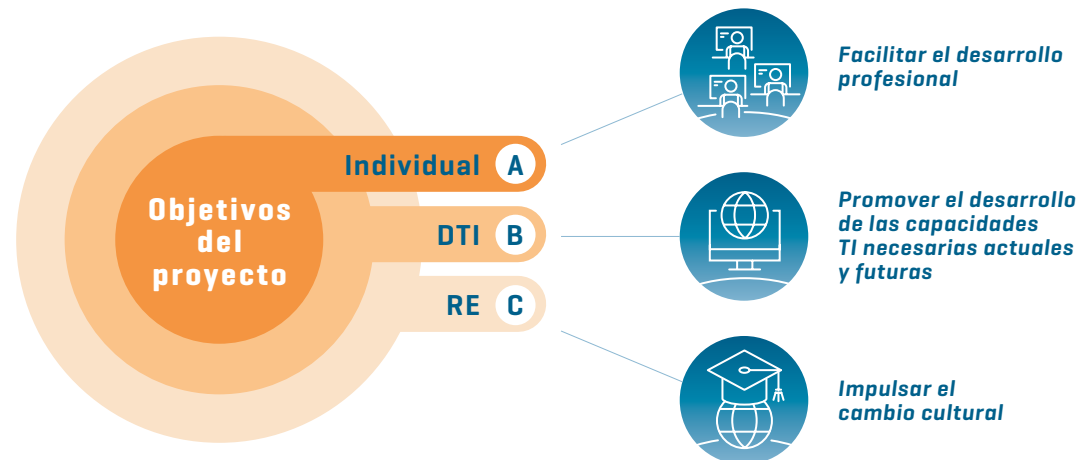 Objetivos
del
proyecto
Individual A
DTI B
RE C
Facilitar el desarrollo
profesional
Promover el desarrollo
de las capacidades
TI necesarias actuales
y futuras
Impulsar el
cambio cultural